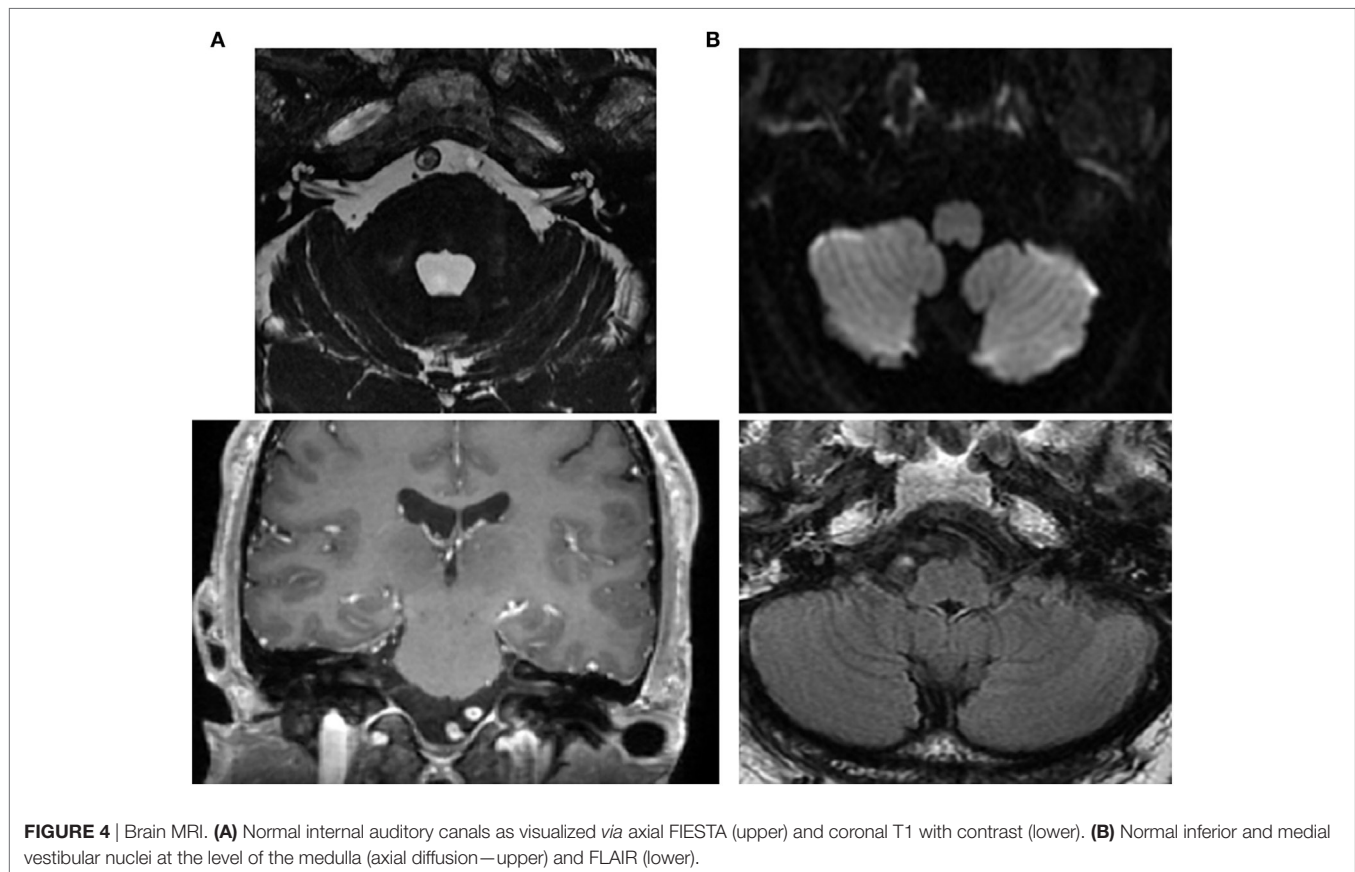 A
B
FIGURE 4 | Brain MRI. (A) Normal internal auditory canals as visualized via axial FIESTA (upper) and coronal T1 with contrast (lower). (B) Normal inferior and medial
vestibular nuclei at the level of the medulla (axial diffusion—upper) and FLAIR (lower).